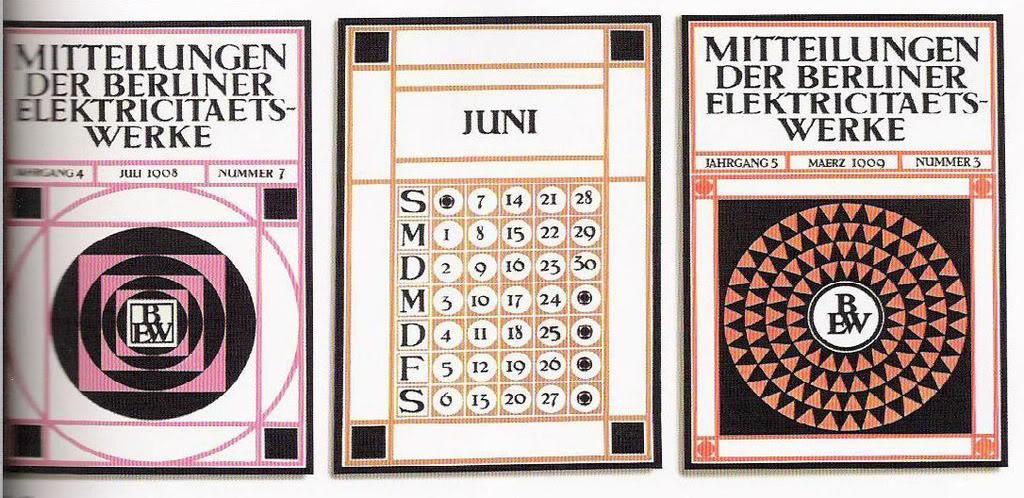 MITTEILUNGEN
DER BERLINER
ELEKTRICITAETS-
WERKE
JAHRGANG 4 JULI 1908 NUMMER 7
BEW
JUNI
S 7 14 21 28
M 1 8 15 22 29
D 2 9 16 23 30
M 3 10 17 24
D 4 11 18 25
F 5 12 19 26
S 6 13 20 27
MITTEILUNGEN
DER BERLINER
ELEKTRICITAETS-
WERKE
JAHRGANG 5 MAERZ 1909 NUMMER 3
BEW